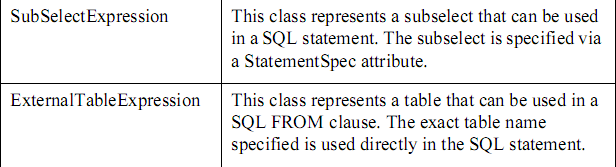 SubSelectExpression
This class represents a subselect that can be used
in a SQL statement. The subselect is specified via
a StatementSpec attribute.
ExternalTableExpression
This class represents a table that can be used in a
SQL FROM clause. The exact table name
specified is used directly in the SQL statement.